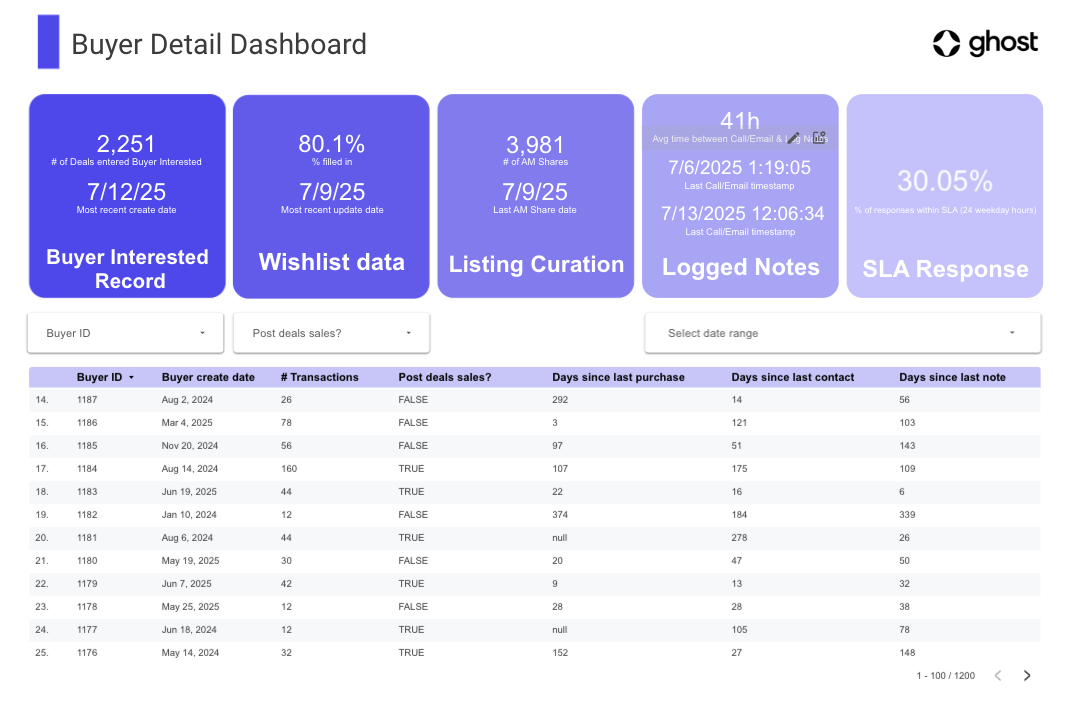 Buyer Detail Dashboard
ghost
2,251
# of Deals entered Buyer Interested
7/12/25
Most recent create date
Buyer Interested
Record
80.1%
% filled in
7/9/25
Most recent update date
Wishlist data
3,981
# of AM Shares
7/9/25
Last AM Share date
Listing Curation
41h
Avg time between Call/Email & Log Notes
7/6/2025 1:19:05
Last Call/Email timestamp
7/13/2025 12:06:34
Last Call/Email timestamp
Logged Notes
30.05%
% of responses within SLA (24 weekday hours)
SLA Response
Buyer ID
Post deals sales?
Select date range
Buyer ID Buyer create date # Transactions Post deals sales? Days since last purchase Days since last contact Days since last note
14. 1187 Aug 2, 2024 26 FALSE 292 14 56
15. 1186 Mar 4, 2025 78 FALSE 3 121 103
16. 1185 Nov 20, 2024 56 FALSE 97 51 143
17. 1184 Aug 14, 2024 160 TRUE 107 175 109
18. 1183 Jun 19, 2025 44 TRUE 22 16 6
19. 1182 Jan 10, 2024 12 FALSE 374 184 339
20. 1181 Aug 6, 2024 44 TRUE null 278 26
21. 1180 May 19, 2025 30 FALSE 20 47 50
22. 1179 Jun 7, 2025 42 TRUE 9 13 32
23. 1178 May 25, 2025 12 FALSE 28 28 38
24. 1177 Jun 18, 2024 12 TRUE null 105 78
25. 1176 May 14, 2024 32 TRUE 152 27 148
1 - 100 / 1200